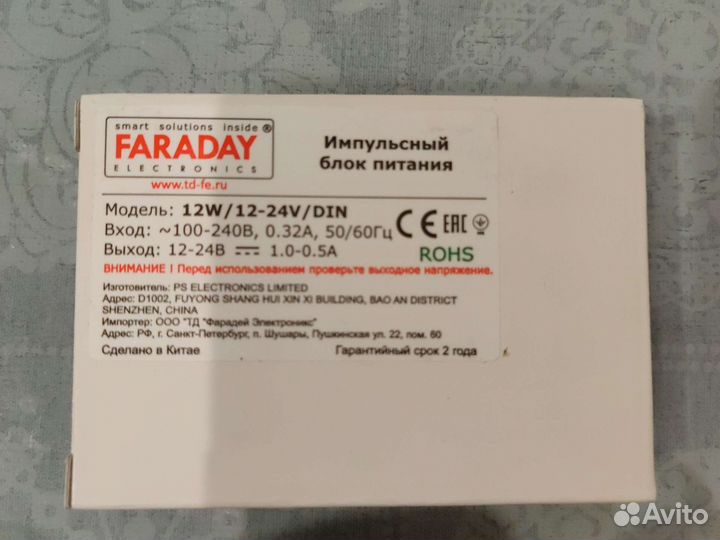 smart solutions inside ®
FARADAY
ELECTRONICS
www.td-fe.ru
Импульсный
блок питания
Модель: 12W/12-24V/DIN
Вход: ~100-240В, 0.32А, 50/60Гц
Выход: 12-24В 1.0-0.5А
CE EAC
ROHS
ВНИМАНИЕ ! Перед использованием проверьте выходное напряжение.
Изготовитель: PS ELECTRONICS LIMITED
Адрес: D1002, FUYONG SHANG HUI XIN XI BUILDING, BAO AN DISTRICT
SHENZHEN, CHINA
Импортер: ООО "ТД "Фарадей Электроникс"
Адрес: РФ, г. Санкт-Петербург, п. Шушары, Пушкинская ул. 22, пом. 60
Сделано в Китае Гарантийный срок 2 года
Avito